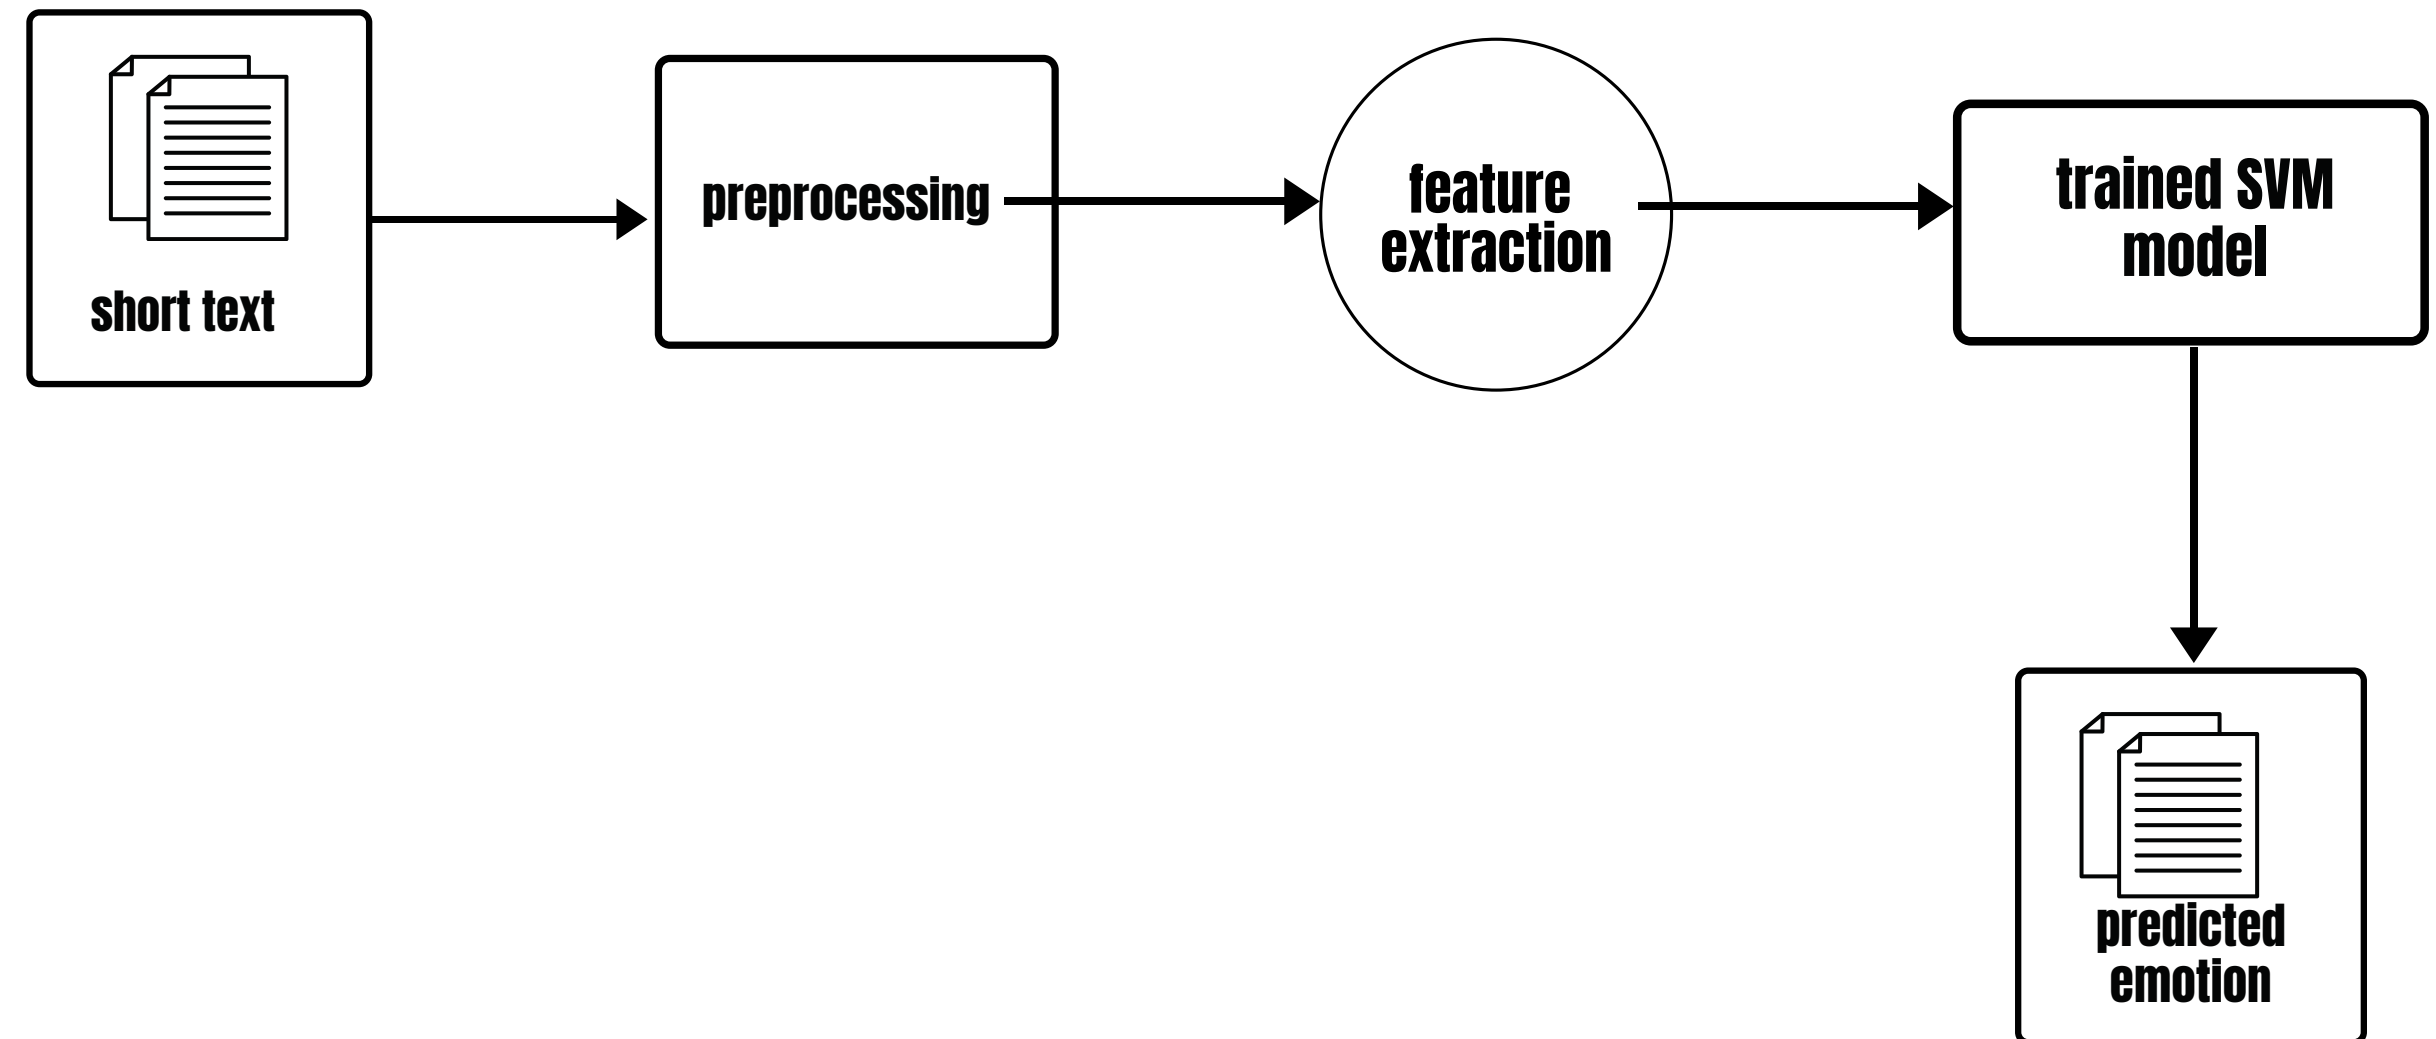 short text
preprocessing
feature
extraction
trained SVM
model
predicted
emotion